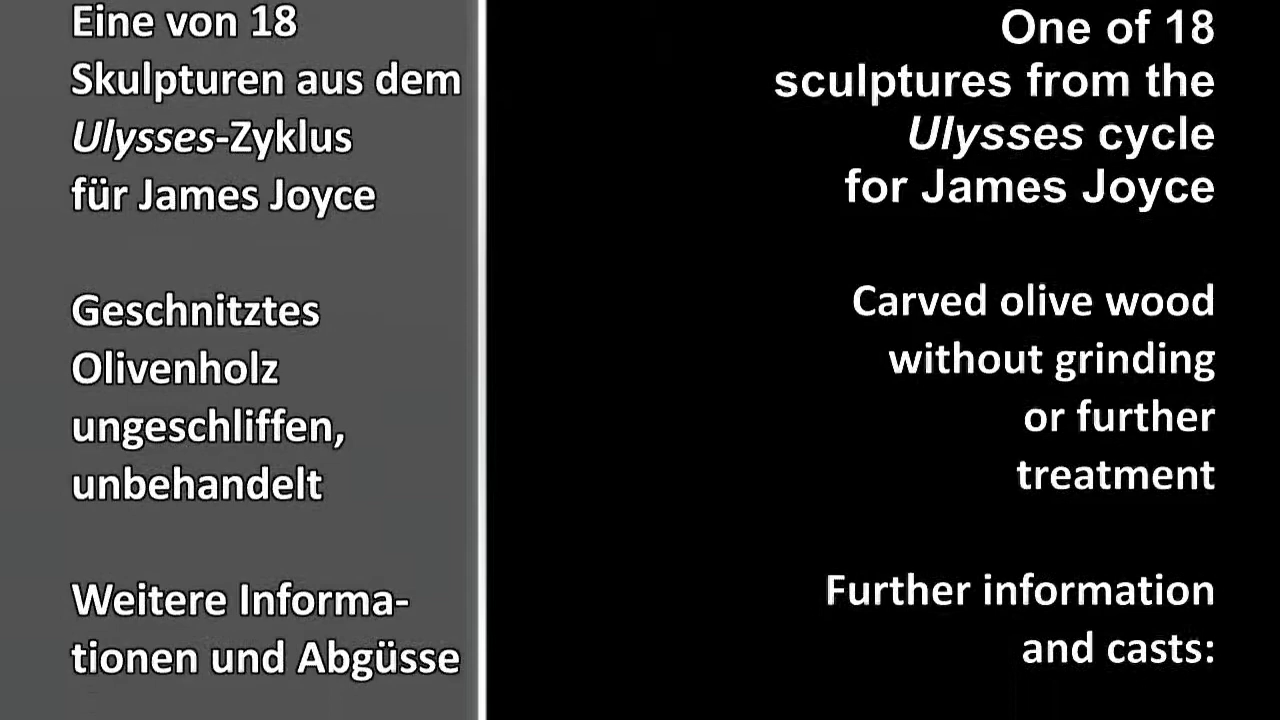 Eine von 18
Skulpturen aus dem
Ulysses-Zyklus
für James Joyce
Geschnitztes
Olivenholz
ungeschliffen,
unbehandelt
Weitere Informa-
tionen und Abgüsse
One of 18
sculptures from the
Ulysses cycle
for James Joyce
Carved olive wood
without grinding
or further
treatment
Further information
and casts: